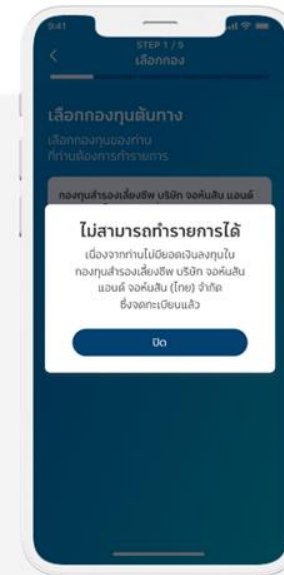 9:41
STEP 1 / 5
เลือกกอง
เลือกกองทุนต้นทาง
เลือกกองทุนของท่าน
ที่ท่านต้องการทำรายการ
กองทุนสำรองเลี้ยงชีพ บริษัท จอห์นสัน แอนด์
ไม่สามารถทำรายการได้
เนื่องจากท่านไม่มียอดเงินลงทุนใน
กองทุนสำรองเลี้ยงชีพ บริษัท จอห์นสัน
แอนด์ จอห์นสัน (ไทย) จำกัด
ซึ่งจดทะเบียนแล้ว
ปิด